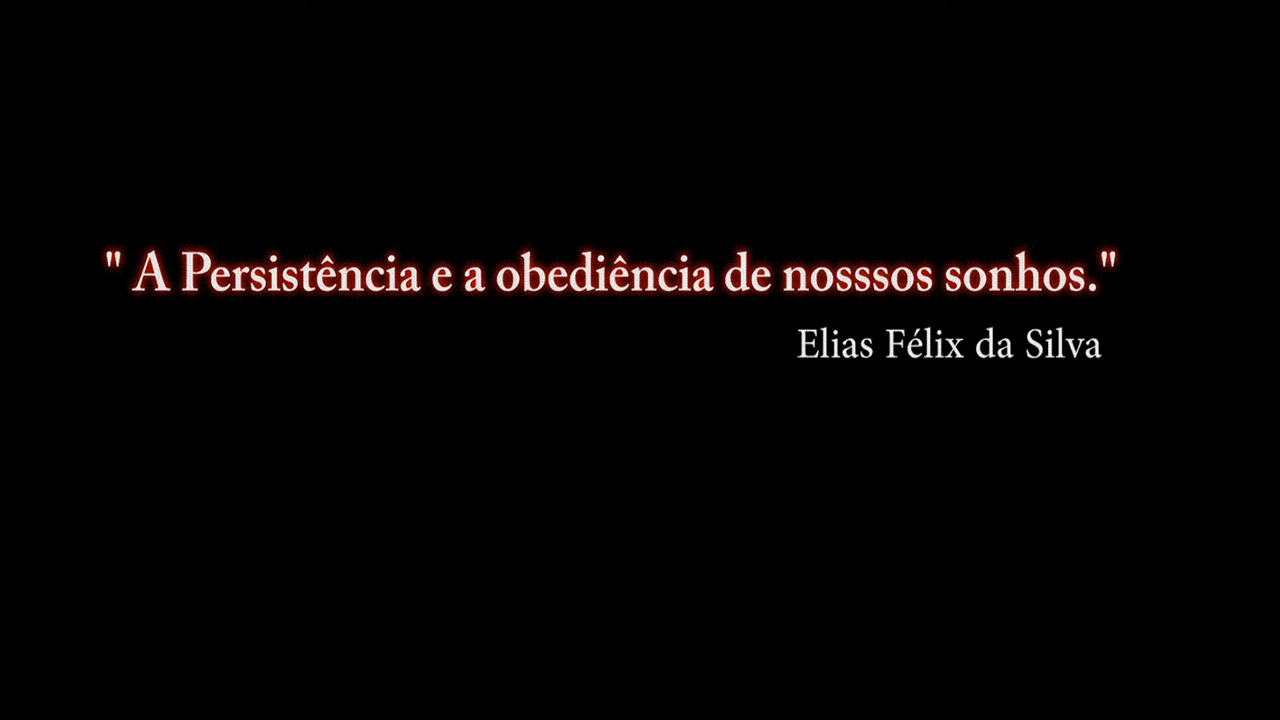 " A Persistência e a obediência de nosssos sonhos."
Elias Félix da Silva